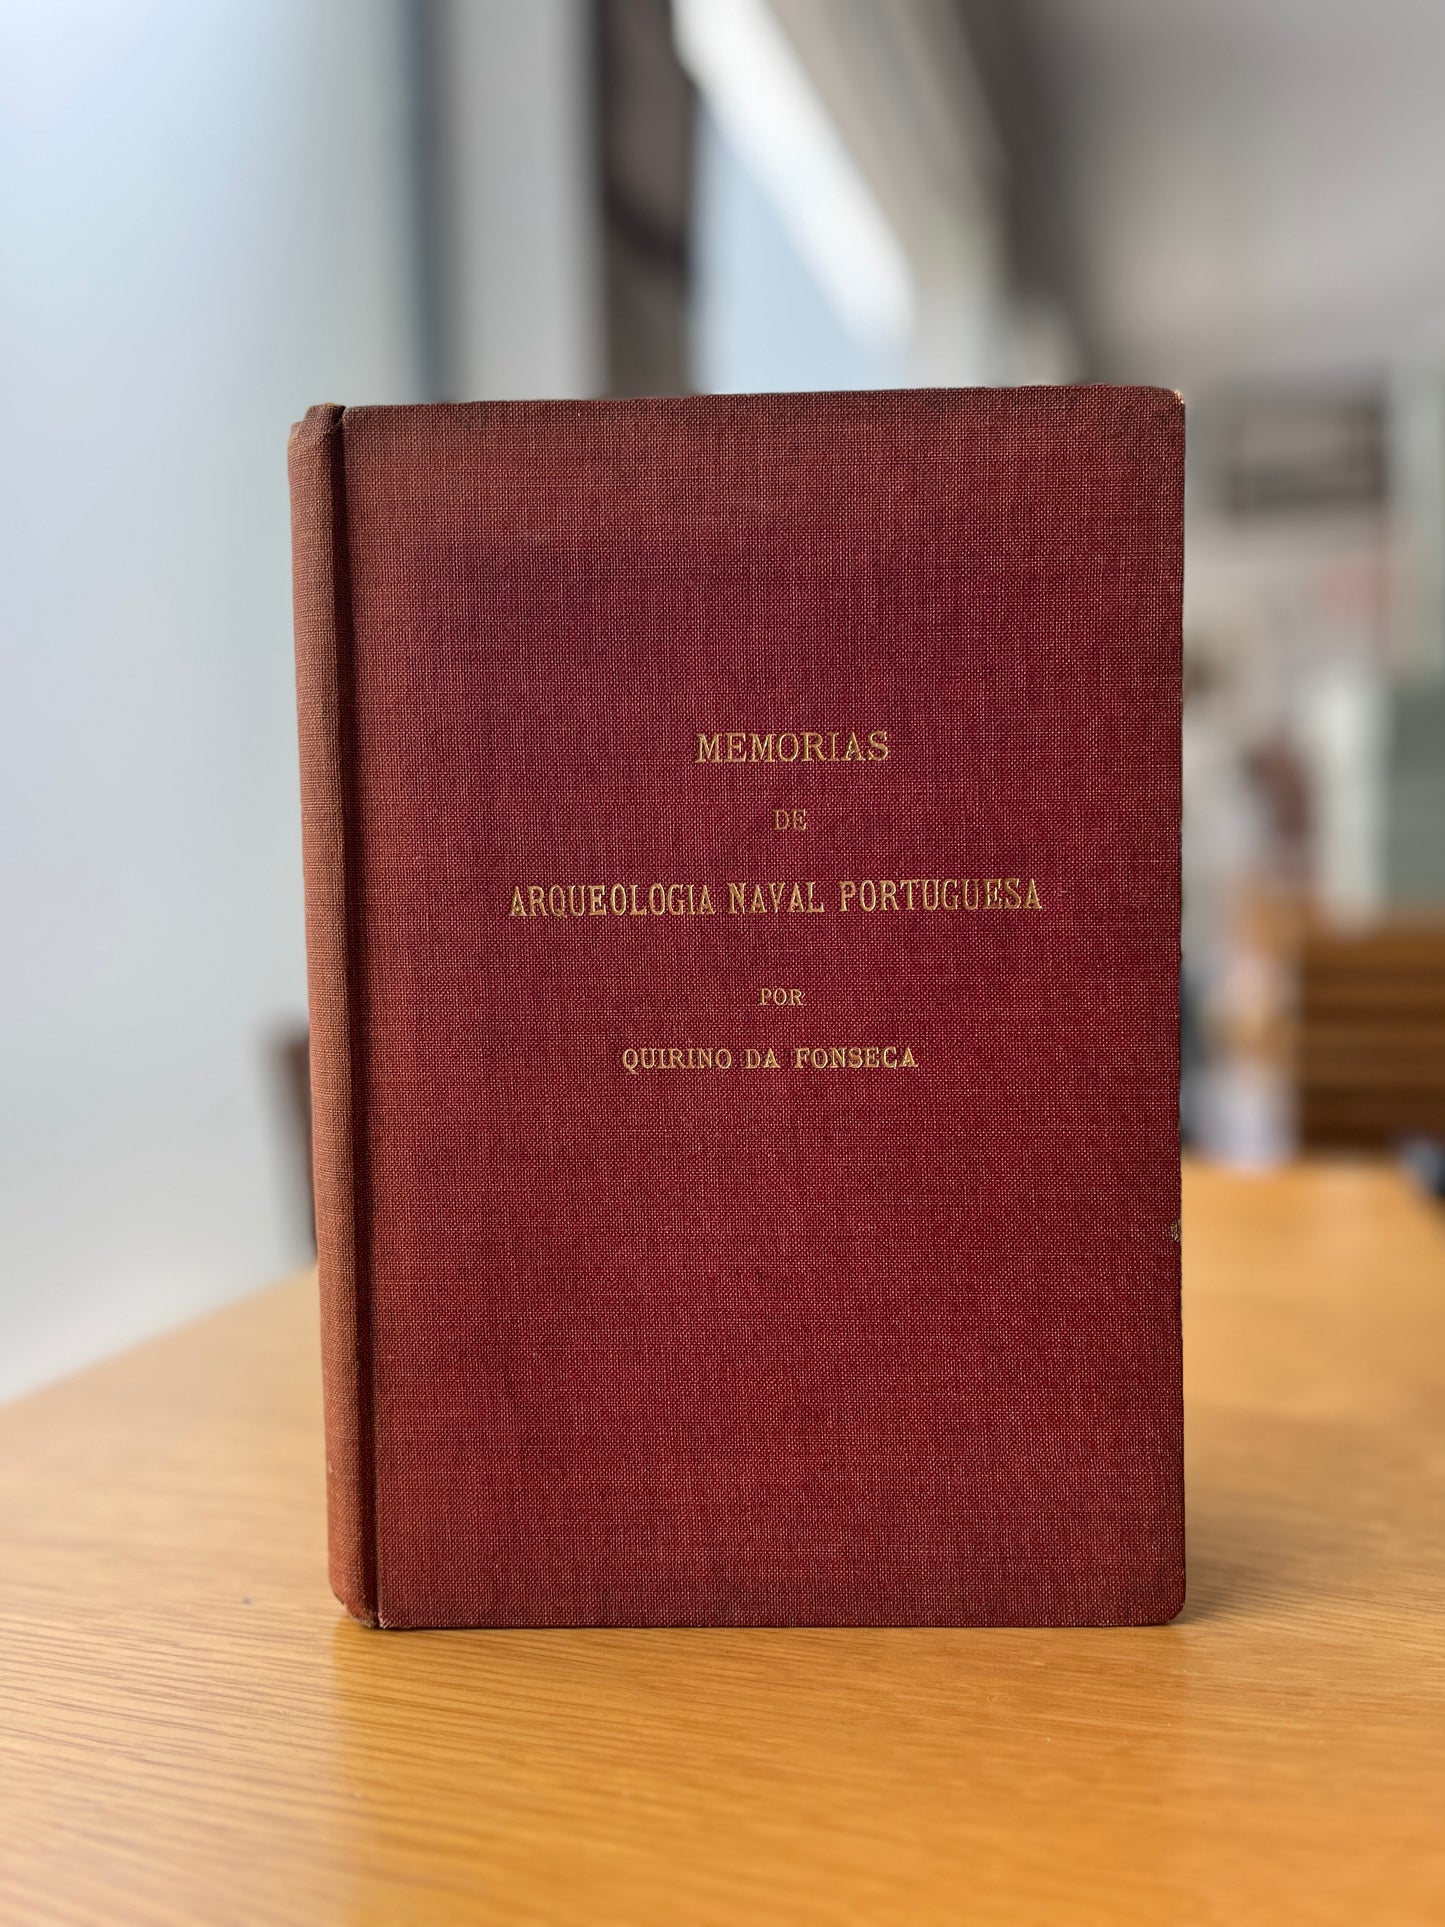 MEMORIAS
DE
ARQUEOLOGIA NAVAL PORTUGUESA
POR
QUIRINO DA FONSECA